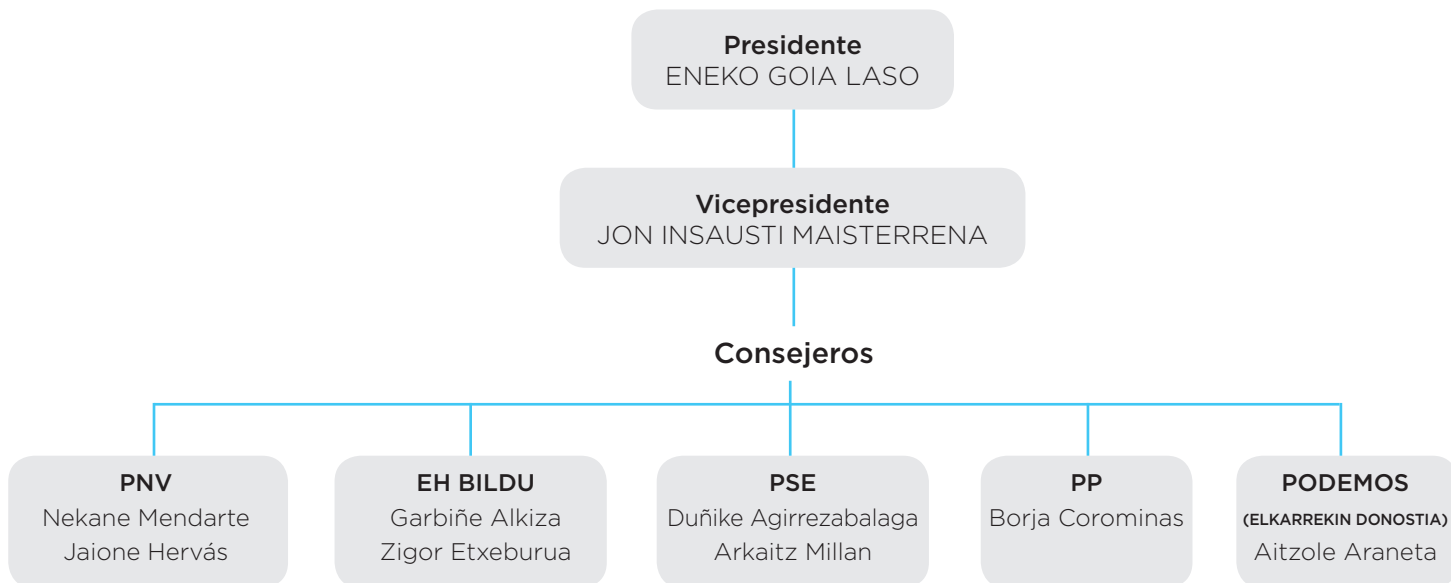 Presidente
ENEKO GOIA LASO
Vicepresidente
JON INSAUSTI MAISTERRENA
Consejeros
PNV
Nekane Mendarte
Jaione Hervás
EH BILDU
Garbiñe Alkiza
Zigor Etxeburua
PSE
Duñike Agirrezabalaga
Arkaitz Millan
PP
Borja Corominas
PODEMOS
(ELKARREKIN DONOSTIA)
Aitzole Araneta